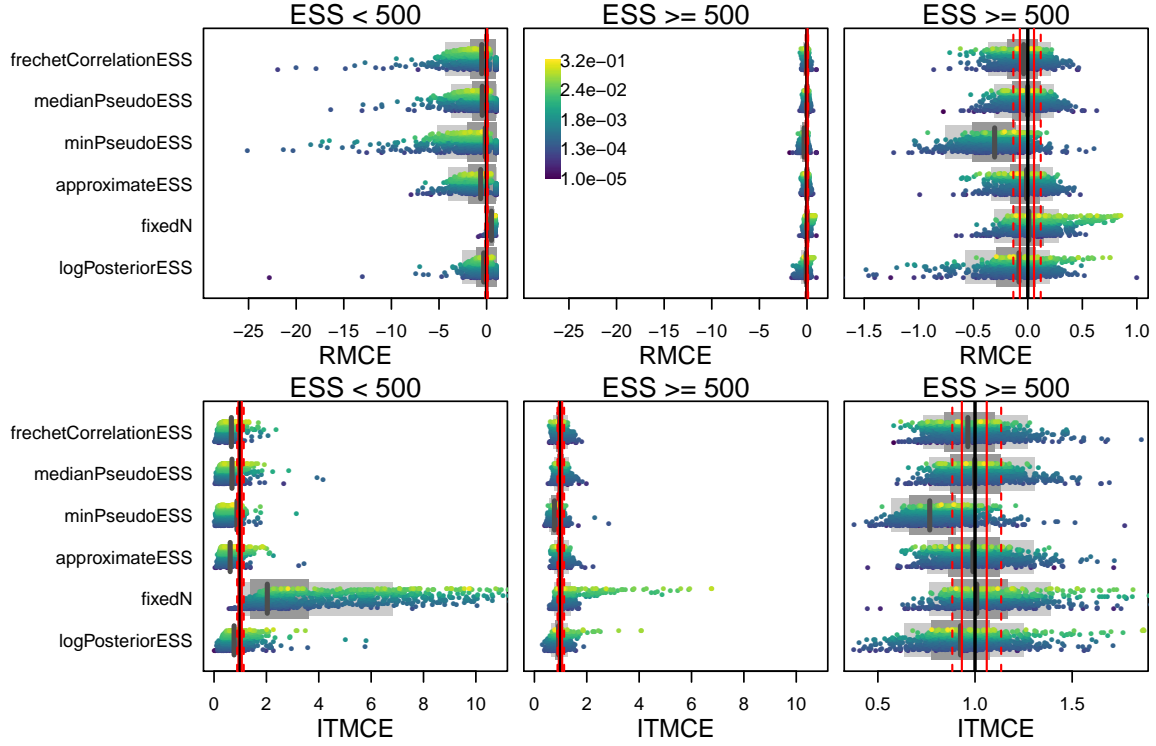 ESS < 500
ESS >= 500
ESS >= 500
frechetCorrelationESS
medianPseudoESS
minPseudoESS
approximateESS
fixedN
logPosteriorESS
3.2e−01
2.4e−02
1.8e−03
1.3e−04
1.0e−05
−25 −20 −15 −10 −5 0
−25 −20 −15 −10 −5 0
−1.5 −1.0 −0.5 0.0 0.5 1.0
RMCE
RMCE
RMCE
ESS < 500
ESS >= 500
ESS >= 500
frechetCorrelationESS
medianPseudoESS
minPseudoESS
approximateESS
fixedN
logPosteriorESS
0 2 4 6 8 10
0 2 4 6 8 10
0.5 1.0 1.5
ITMCE
ITMCE
ITMCE